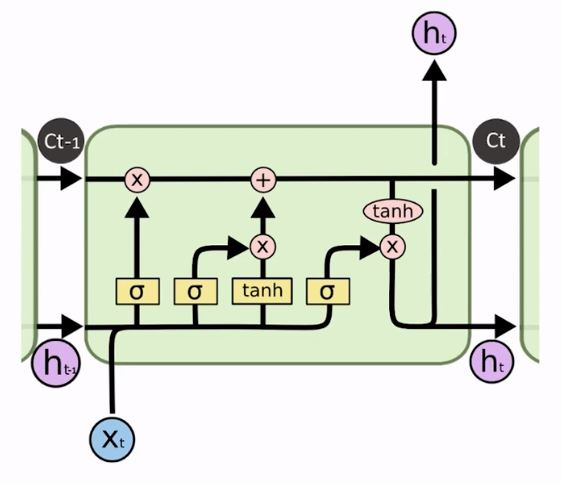 ht
Ct-1
Ct
x
+
tanh
x
x
σ
σ
tanh
σ
ht-1
ht
xt